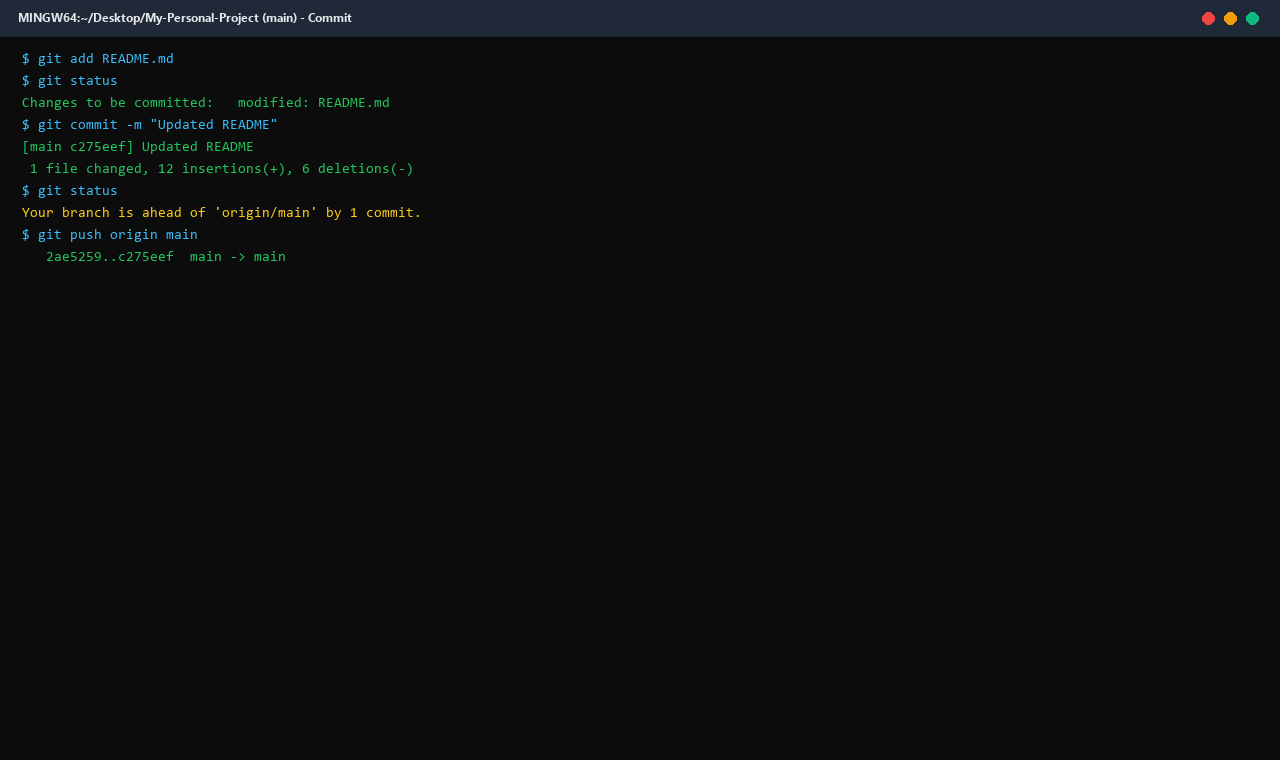 MINGW64:~/Desktop/My-Personal-Project (main) - Commit
$ git add README.md
$ git status
Changes to be committed:   modified: README.md
$ git commit -m "Updated README"
[main c275eef] Updated README
 1 file changed, 12 insertions(+), 6 deletions(-)
$ git status
Your branch is ahead of 'origin/main' by 1 commit.
$ git push origin main
   2ae5259..c275eef  main -> main